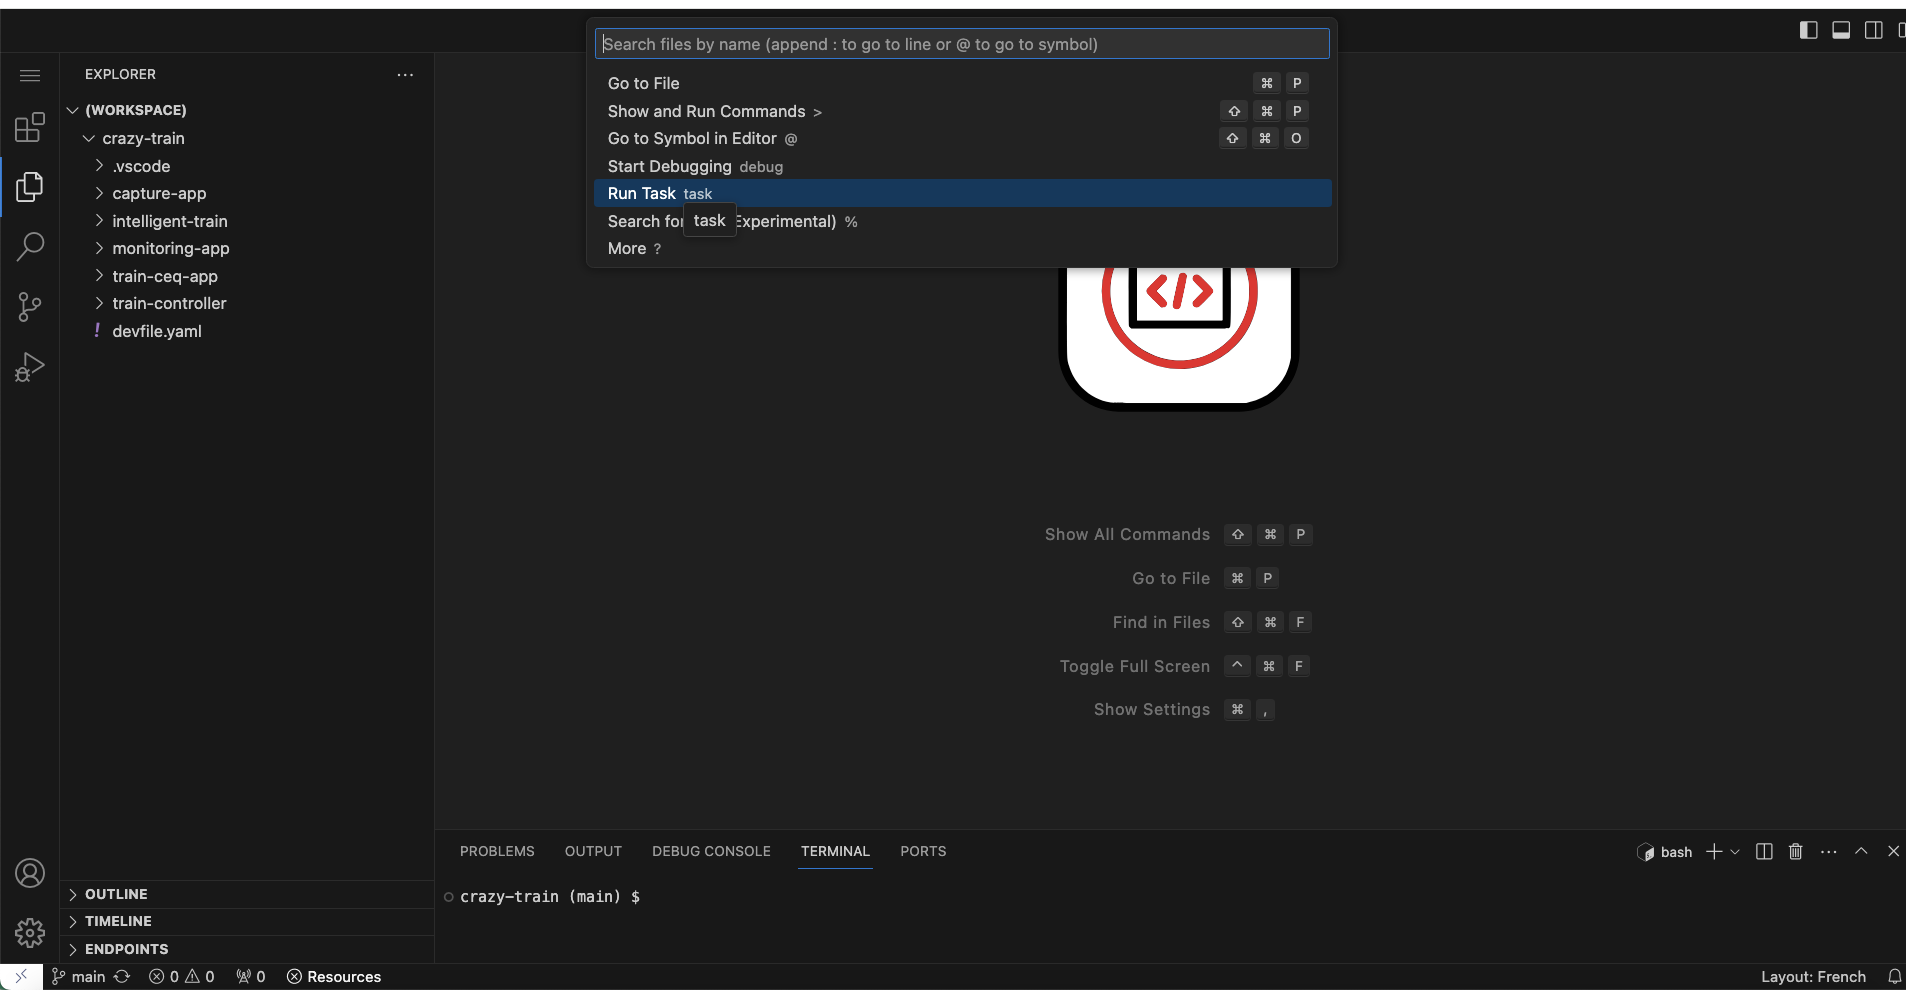 Search files by name (append : to go to line or @ to go to symbol)
Go to File ⌘ P
Show and Run Commands > ⇧ ⌘ P
Go to Symbol in Editor @ ⇧ ⌘ O
Start Debugging debug
Run Task task
Search for Experimental) %
task
More ?
EXPLORER
(WORKSPACE)
crazy-train
.vscode
capture-app
intelligent-train
monitoring-app
train-ceq-app
train-controller
! devfile.yaml
</>
Show All Commands ⇧ ⌘ P
Go to File ⌘ P
Find in Files ⇧ ⌘ F
Toggle Full Screen ^ ⌘ F
Show Settings ⌘ ,
PROBLEMS OUTPUT DEBUG CONSOLE TERMINAL PORTS
bash
crazy-train (main) $
OUTLINE
TIMELINE
ENDPOINTS
main 0 0 0 Resources
Layout: French